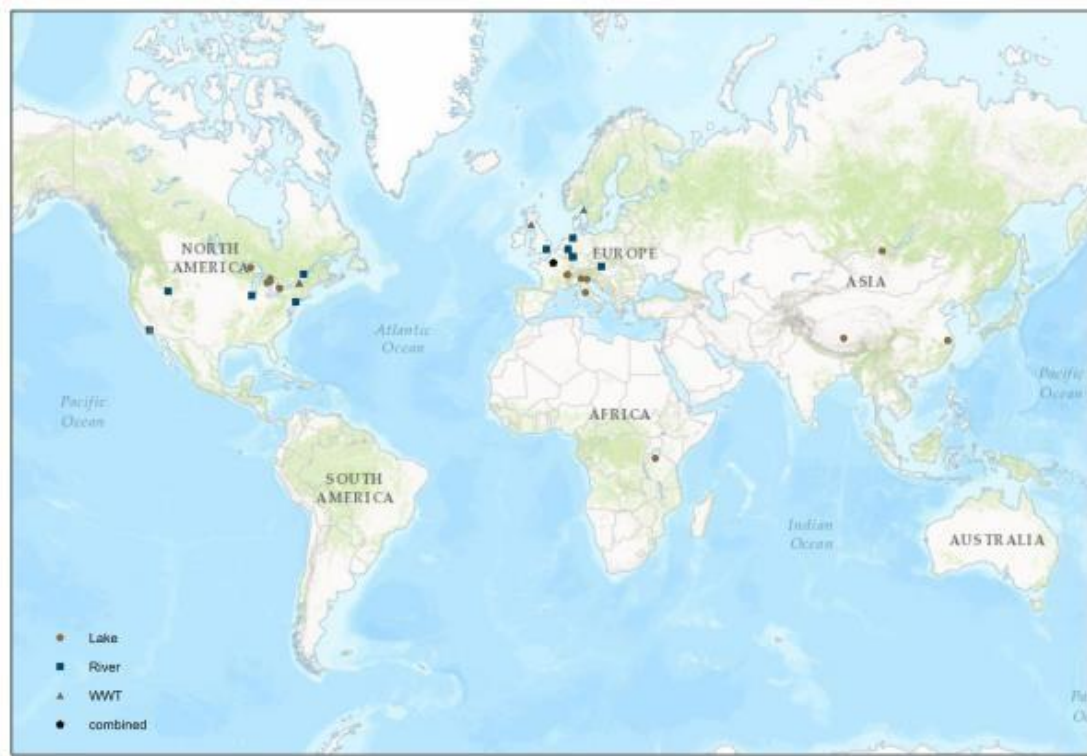 NORTH
AMERICA
EUROPE
ASIA
Atlantic
Ocean
Pacific
Ocean
Pacific
Ocean
AFRICA
SOUTH
AMERICA
Indian
Ocean
AUSTRALIA
Lake
River
WWT
combined